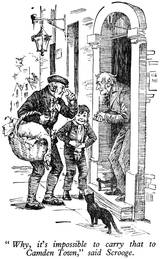 “ Why, it's impossible to carry that to
Camden Town,” said Scrooge.